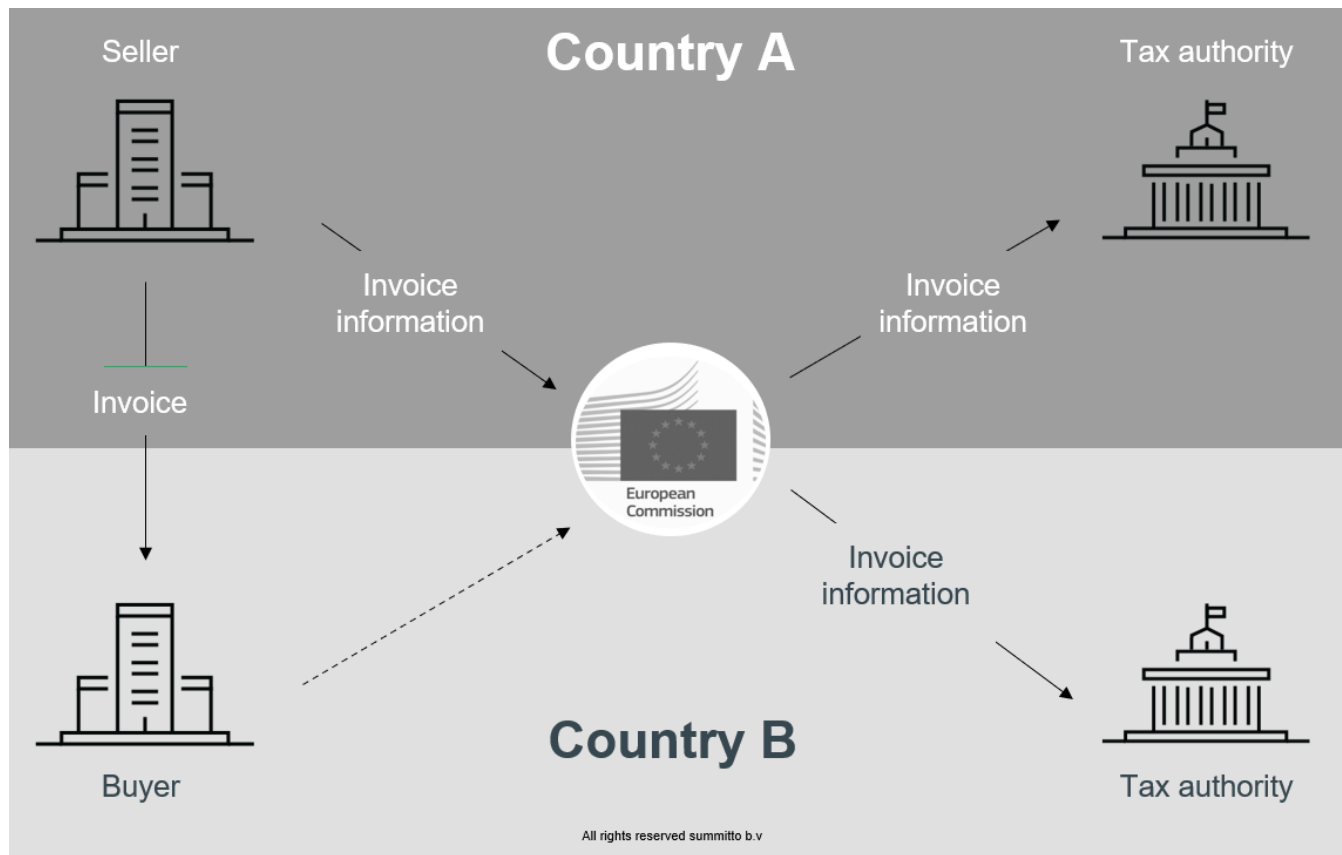 Seller
Country A
Tax authority
Invoice
information
Invoice
information
Invoice
European
Commission
Invoice
information
Country B
Buyer
Tax authority
All rights reserved summitto b.v